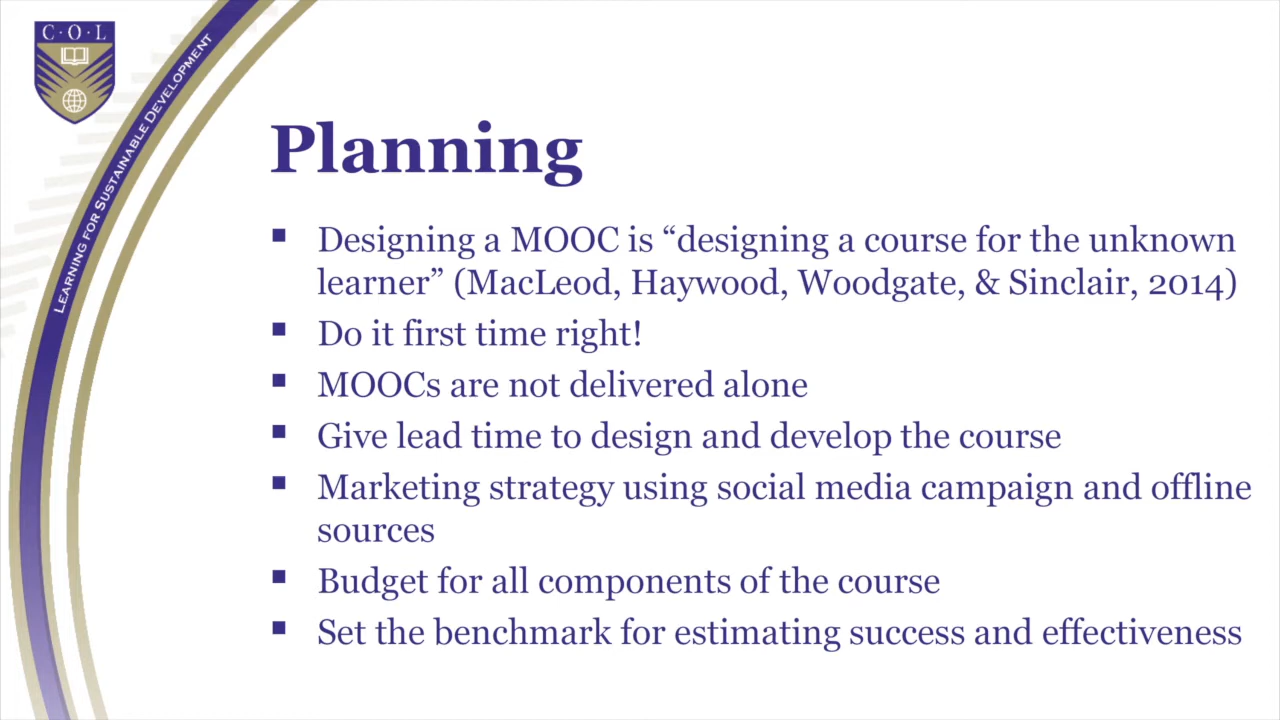 C·O·L
LEARNING FOR SUSTAINABLE DEVELOPMENT
Planning
▪ Designing a MOOC is “designing a course for the unknown
learner” (MacLeod, Haywood, Woodgate, & Sinclair, 2014)
▪ Do it first time right!
▪ MOOCs are not delivered alone
▪ Give lead time to design and develop the course
▪ Marketing strategy using social media campaign and offline
sources
▪ Budget for all components of the course
▪ Set the benchmark for estimating success and effectiveness